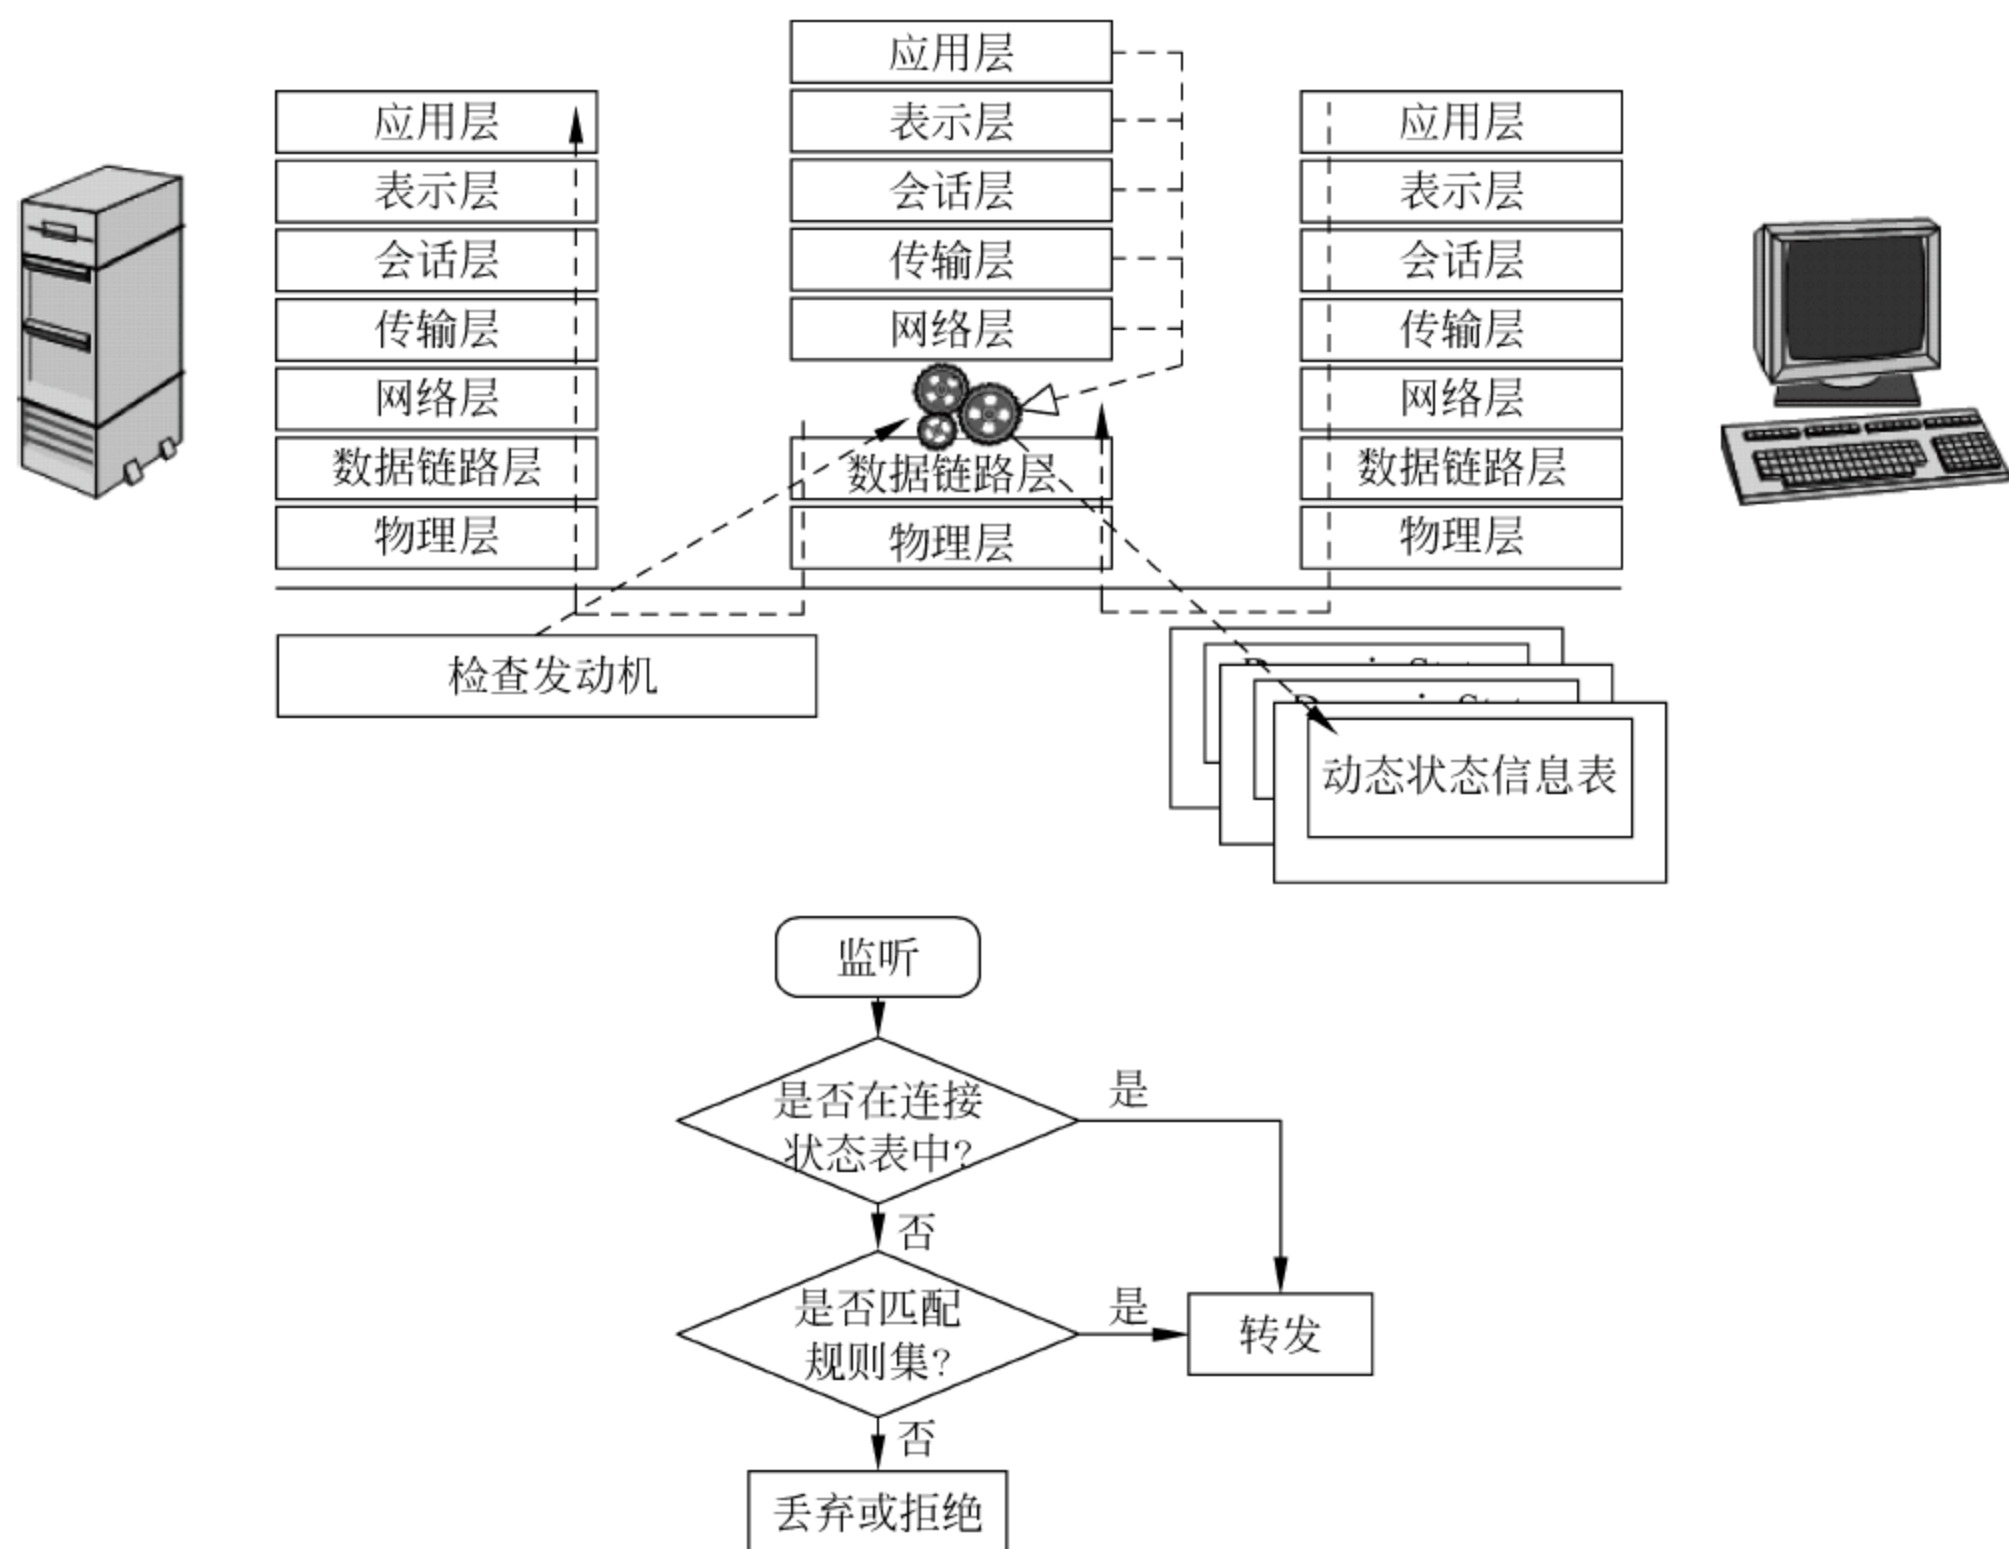 应用层
表示层
会话层
传输层
网络层
数据链路层
物理层
应用层
表示层
会话层
传输层
网络层
数据链路层
物理层
应用层
表示层
会话层
传输层
网络层
数据链路层
物理层
检查发动机
动态状态信息表
监听
是否在连接
状态表中?
是
否
是否匹配
规则集?
是
转发
否
丢弃或拒绝